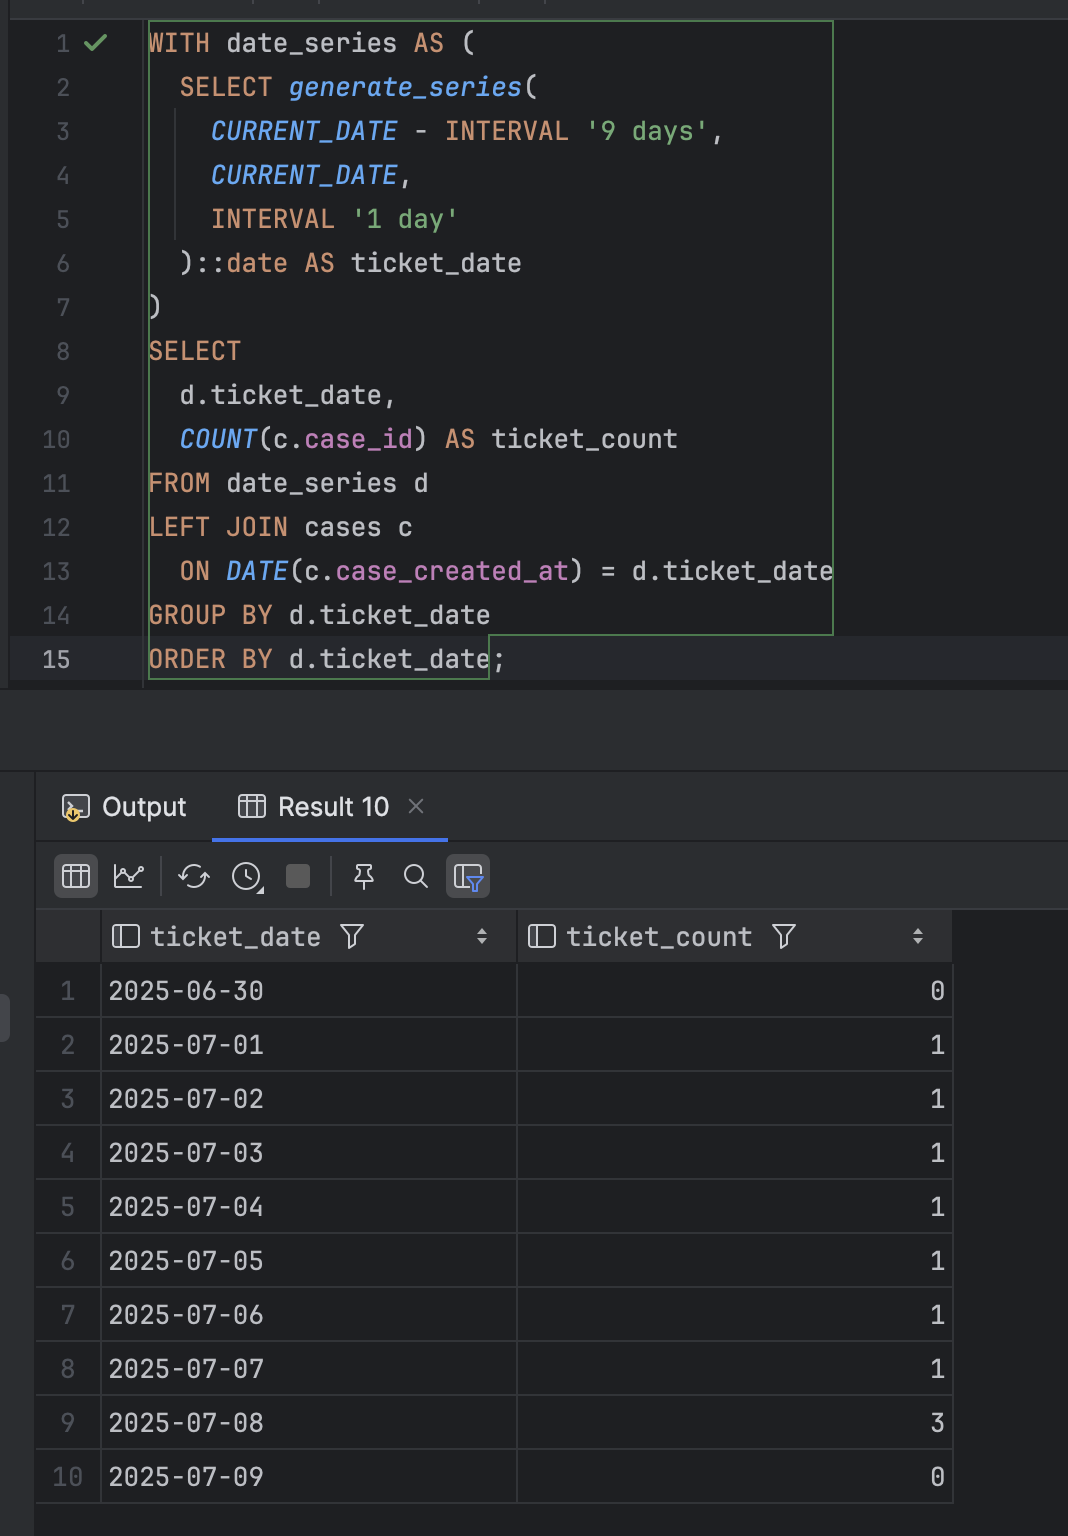 1 WITH date_series AS (
2   SELECT generate_series(
3     CURRENT_DATE - INTERVAL '9 days',
4     CURRENT_DATE,
5     INTERVAL '1 day'
6   )::date AS ticket_date
7 )
8 SELECT
9   d.ticket_date,
10   COUNT(c.case_id) AS ticket_count
11 FROM date_series d
12 LEFT JOIN cases c
13   ON DATE(c.case_created_at) = d.ticket_date
14 GROUP BY d.ticket_date
15 ORDER BY d.ticket_date;
Output Result 10
ticket_date ticket_count
1 2025-06-30 0
2 2025-07-01 1
3 2025-07-02 1
4 2025-07-03 1
5 2025-07-04 1
6 2025-07-05 1
7 2025-07-06 1
8 2025-07-07 1
9 2025-07-08 3
10 2025-07-09 0